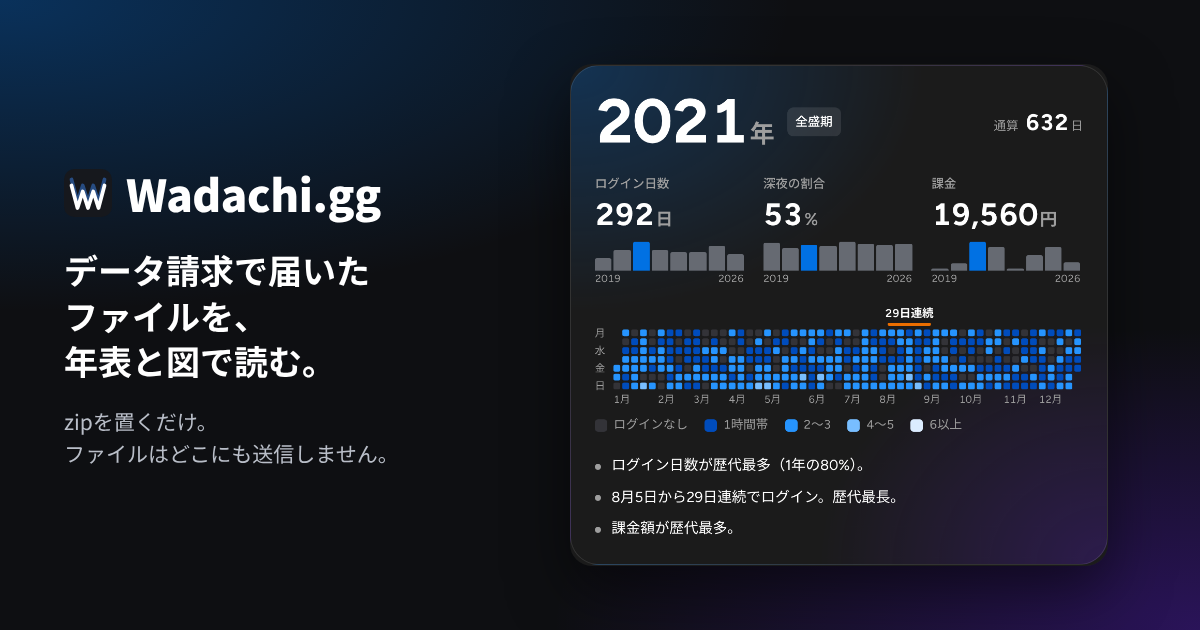 Wadachi.gg
データ請求で届いた
ファイルを、
年表と図で読む。
zipを置くだけ。
ファイルはどこにも送信しません。
2021年 全盛期 通算 632日
ログイン日数 深夜の割合 課金
292日 53% 19,560円
2019 2026 2019 2026 2019 2026
29日連続
月
水
金
日
1月 2月 3月 4月 5月 6月 7月 8月 9月 10月 11月 12月
ログインなし 1時間帯 2〜3 4〜5 6以上
ログイン日数が歴代最多（1年の80%）。
8月5日から29日連続でログイン。歴代最長。
課金額が歴代最多。